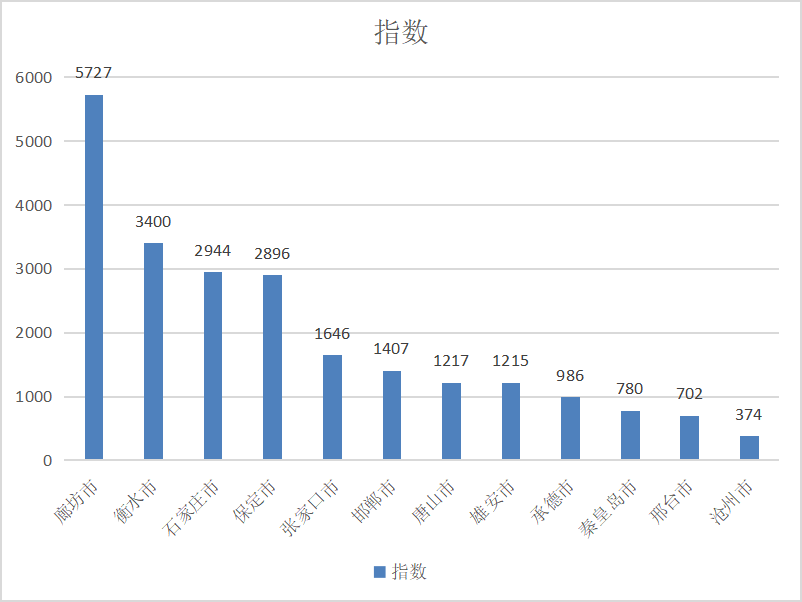 指数
6000
5000
4000
3000
2000
1000
0
5727
3400
2944
2896
1646
1407
1217
1215
986
780
702
374
廊坊市
衡水市
石家庄市
保定市
张家口市
邯郸市
唐山市
雄安市
承德市
秦皇岛市
邢台市
沧州市
指数